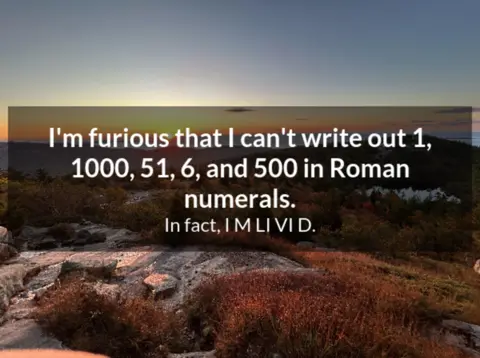 I'm furious that I can't write out 1,
1000, 51, 6, and 500 in Roman
numerals.
In fact, I M LI VI D.